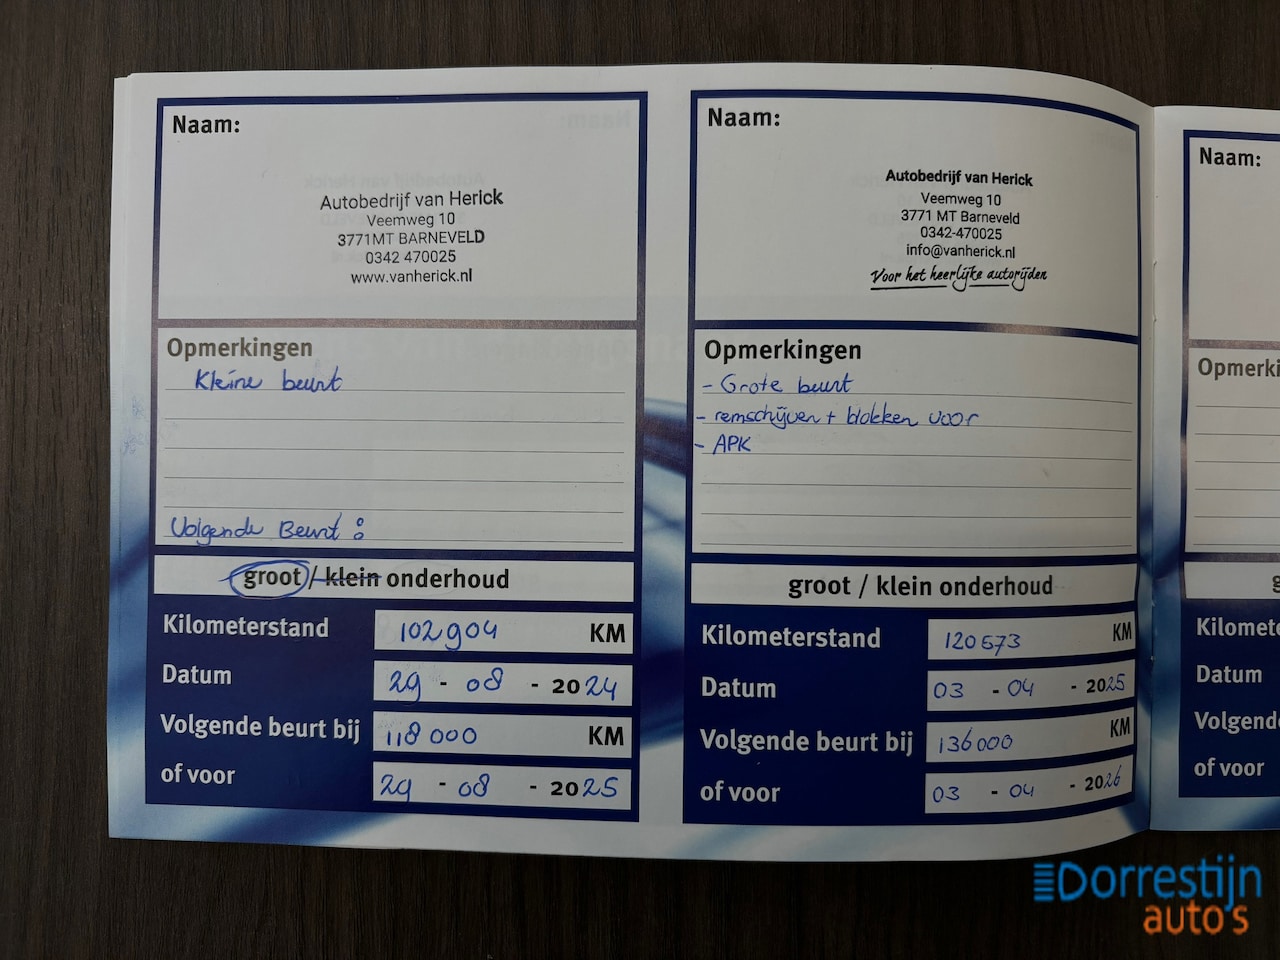 Naam:
Autobedrijf van Herick
Veemweg 10
3771MT BARNEVELD
0342 470025
www.vanherick.nl
Opmerkingen
Kleine beurt
Volgende Beurt :
groot / klein onderhoud
Kilometerstand 102904 KM
Datum 29 - 08 - 2024
Volgende beurt bij 118 000 KM
of voor 29 - 08 - 2025
Naam:
Autobedrijf van Herick
Veemweg 10
3771 MT Barneveld
0342-470025
info@vanherick.nl
Voor het heerlijke autorijden
Opmerkingen
- Grote beurt
- remschijven + blokken voor
- APK
groot / klein onderhoud
Kilometerstand 120673 KM
Datum 03 - 04 - 2025
Volgende beurt bij 136000 KM
of voor 03 - 04 - 2026
Naam:
Opmerki
g
Kilomete
Datum
Volgend
of voor
Dorrestijn
auto's